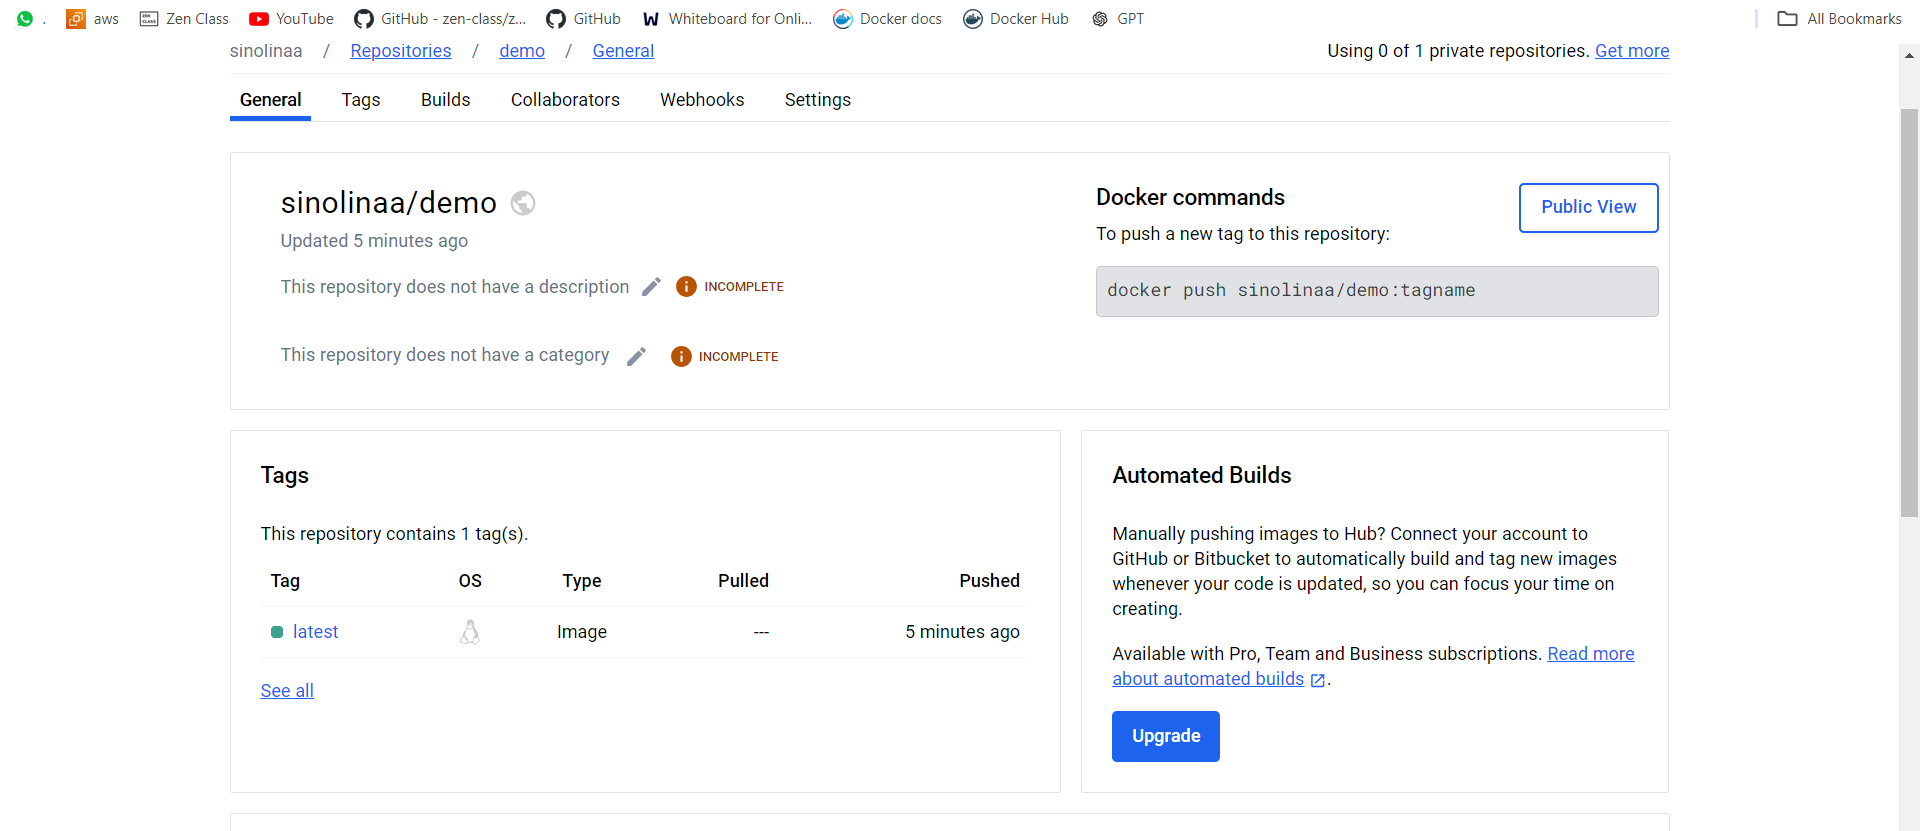 . aws Zen Class YouTube GitHub - zen-class/z... GitHub Whiteboard for Onli... Docker docs Docker Hub GPT All Bookmarks
sinolinaa / Repositories / demo / General Using 0 of 1 private repositories. Get more
General Tags Builds Collaborators Webhooks Settings
sinolinaa/demo
Updated 5 minutes ago
This repository does not have a description INCOMPLETE
This repository does not have a category INCOMPLETE
Docker commands
Public View
To push a new tag to this repository:
docker push sinolinaa/demo:tagname
Tags
This repository contains 1 tag(s).
Tag OS Type Pulled Pushed
latest Image --- 5 minutes ago
See all
Automated Builds
Manually pushing images to Hub? Connect your account to
GitHub or Bitbucket to automatically build and tag new images
whenever your code is updated, so you can focus your time on
creating.
Available with Pro, Team and Business subscriptions. Read more
about automated builds .
Upgrade